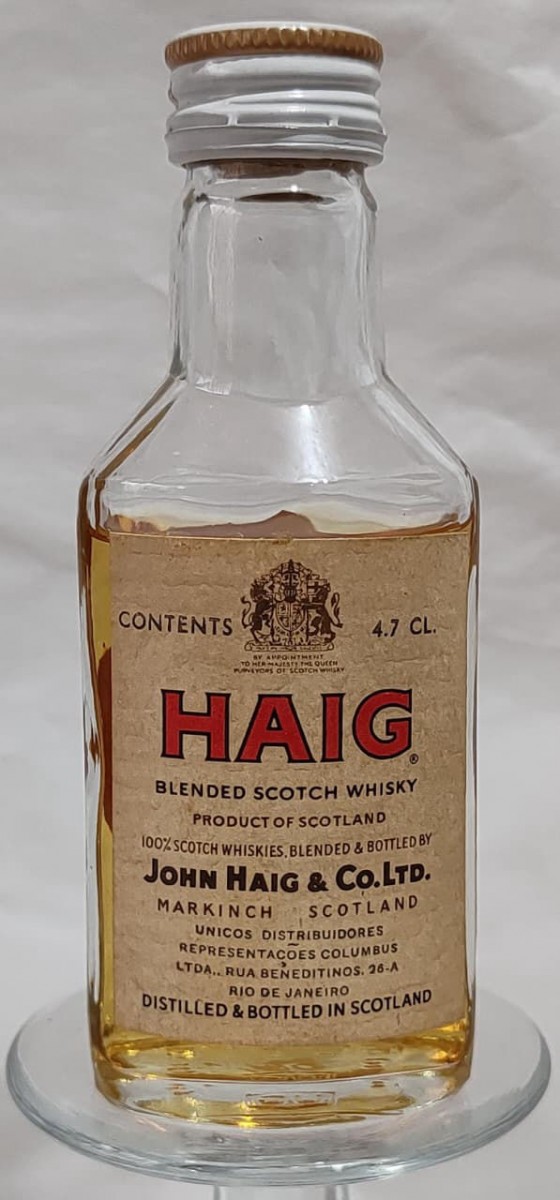 CONTENTS 4.7 CL.
BY APPOINTMENT
TO HER MAJESTY THE QUEEN
PURVEYORS OF SCOTCH WHISKY
HAIG®
BLENDED SCOTCH WHISKY
PRODUCT OF SCOTLAND
100% SCOTCH WHISKIES, BLENDED & BOTTLED BY
JOHN HAIG & CO. LTD.
MARKINCH SCOTLAND
UNICOS DISTRIBUIDORES
REPRESENTAÇOES COLUMBUS
LTDA., RUA BENEDITINOS. 26-A
RIO DE JANEIRO
DISTILLED & BOTTLED IN SCOTLAND